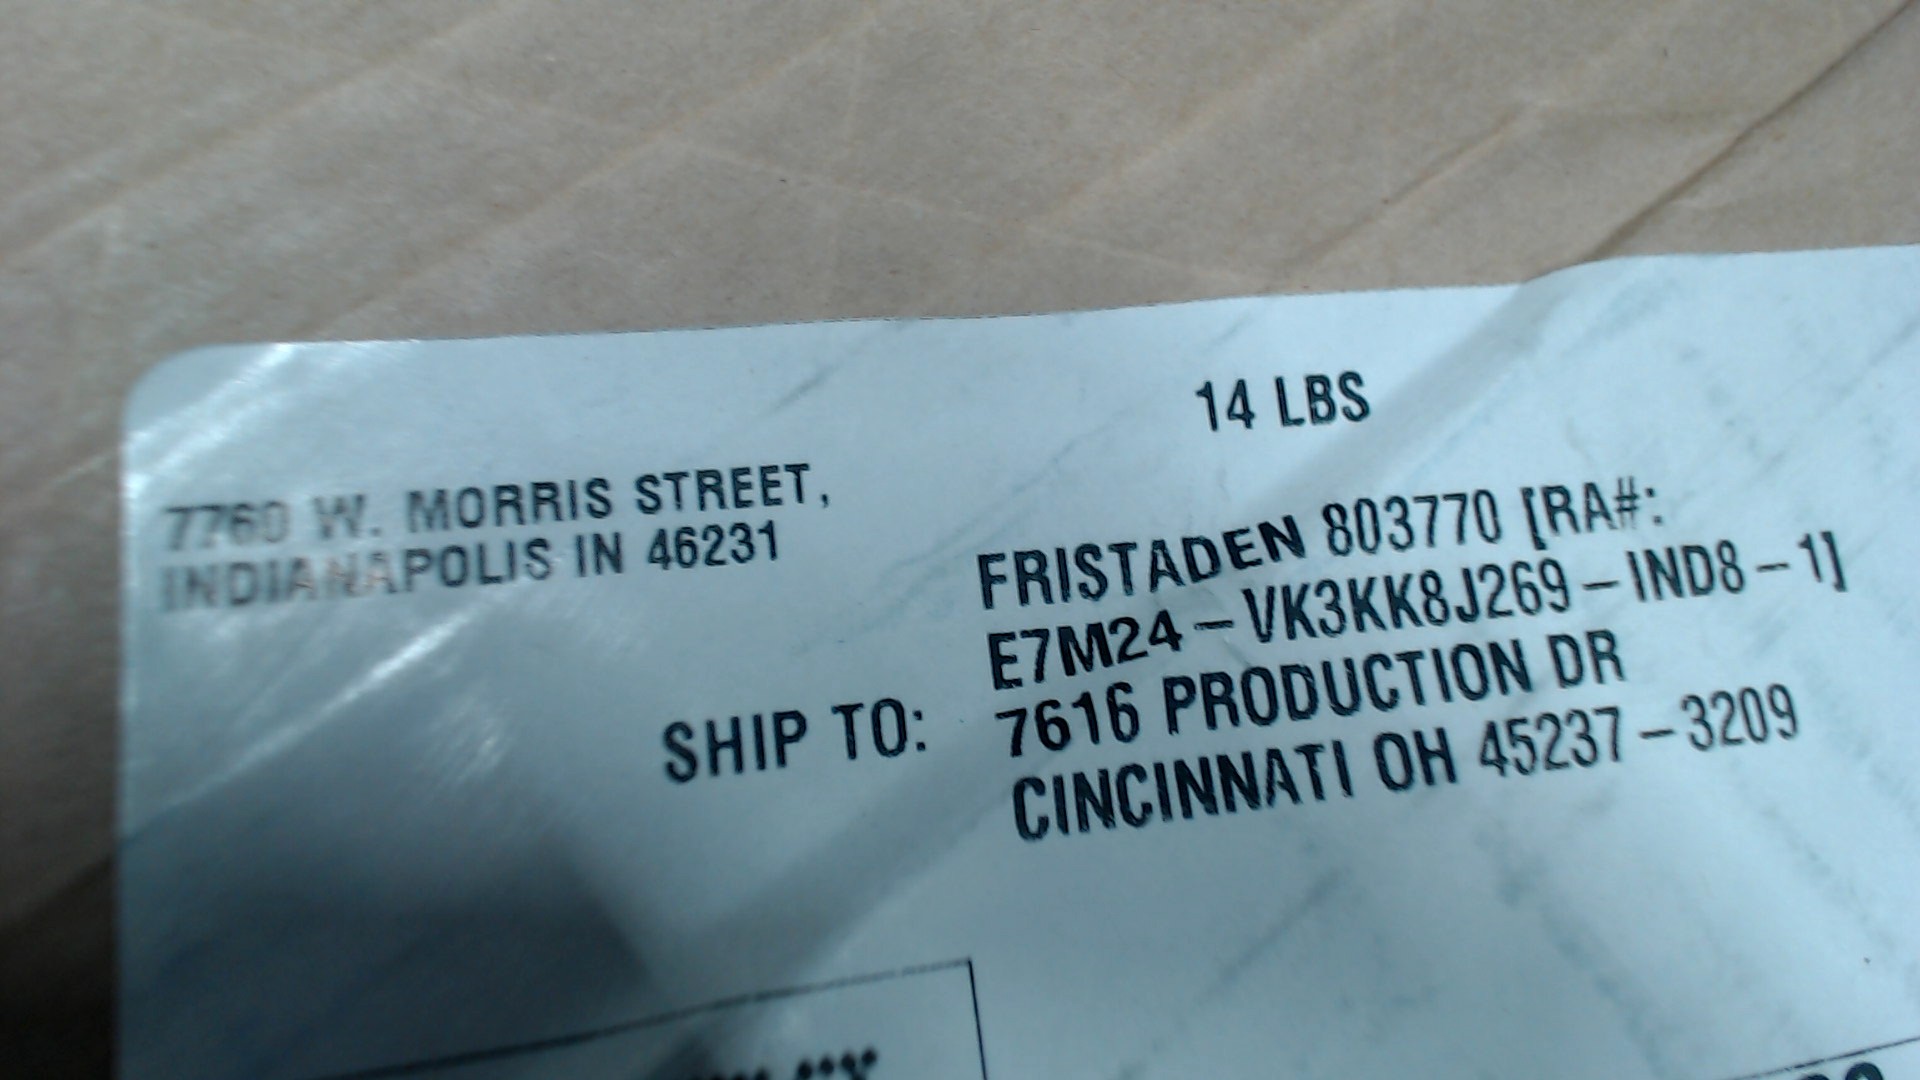 14 LBS
7760 W. MORRIS STREET,
INDIANAPOLIS IN 46231
SHIP TO:
FRISTADEN 803770 [RA#:
E7M24-VK3KK8J269-IND8-1]
7616 PRODUCTION DR
CINCINNATI OH 45237-3209